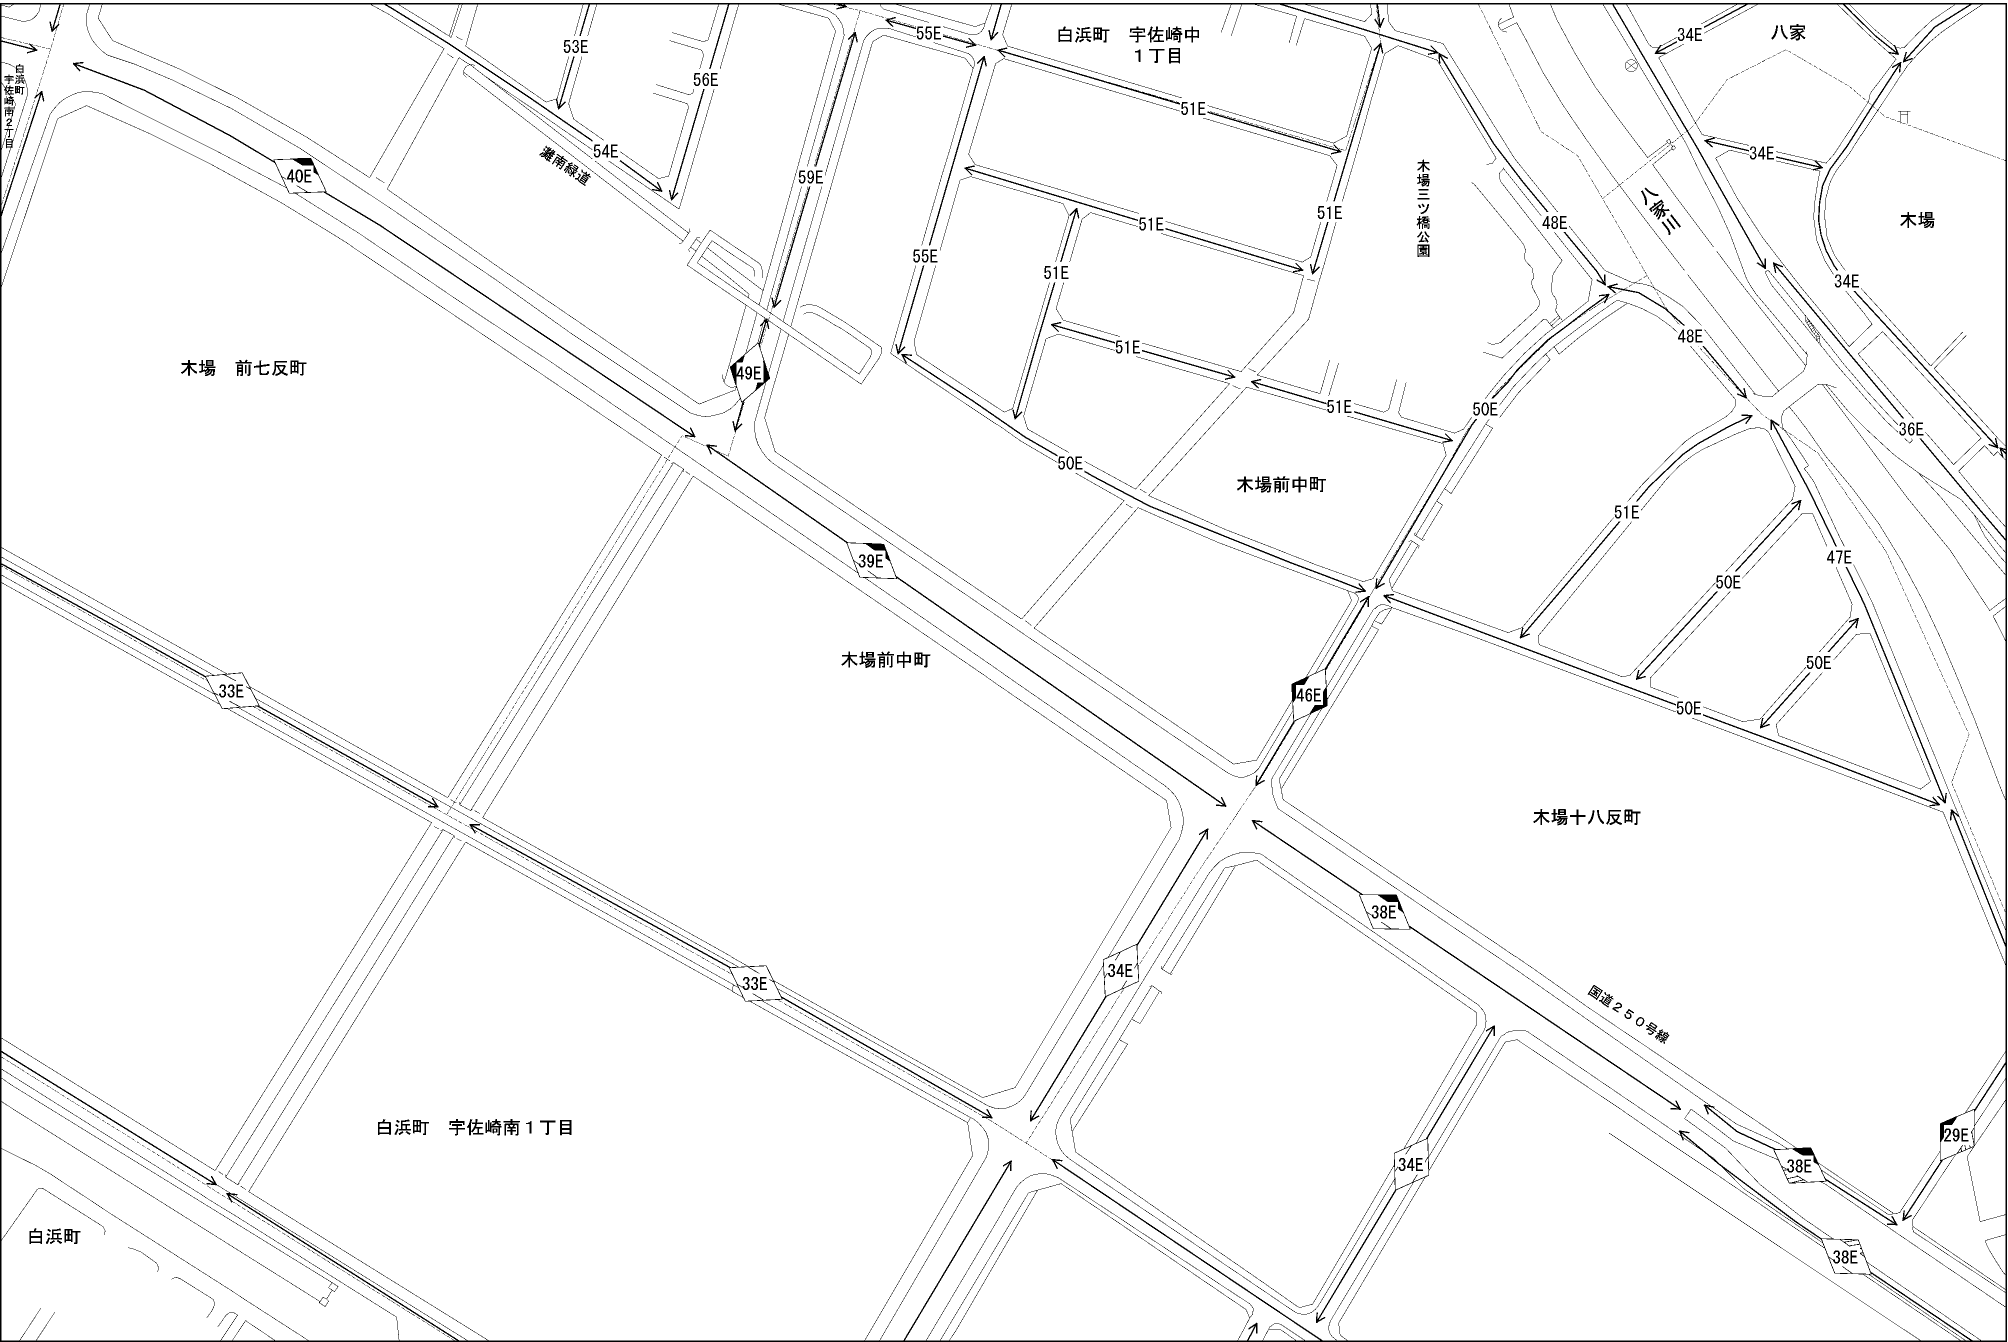 55E
白浜町　宇佐崎中
１丁目
34E
八家
53E
白浜町
宇佐崎南２丁目
56E
51E
54E
34E
灘南緑道
40E
59E
木場三ツ橋公園
八家川
木場
51E
51E
48E
55E
51E
34E
48E
51E
木場　前七反町
49E
51E
50E
36E
50E
木場前中町
51E
39E
47E
50E
木場前中町
50E
33E
46E
50E
木場十八反町
38E
34E
33E
国道２５０号線
白浜町　宇佐崎南１丁目
29E
34E
38E
白浜町
38E